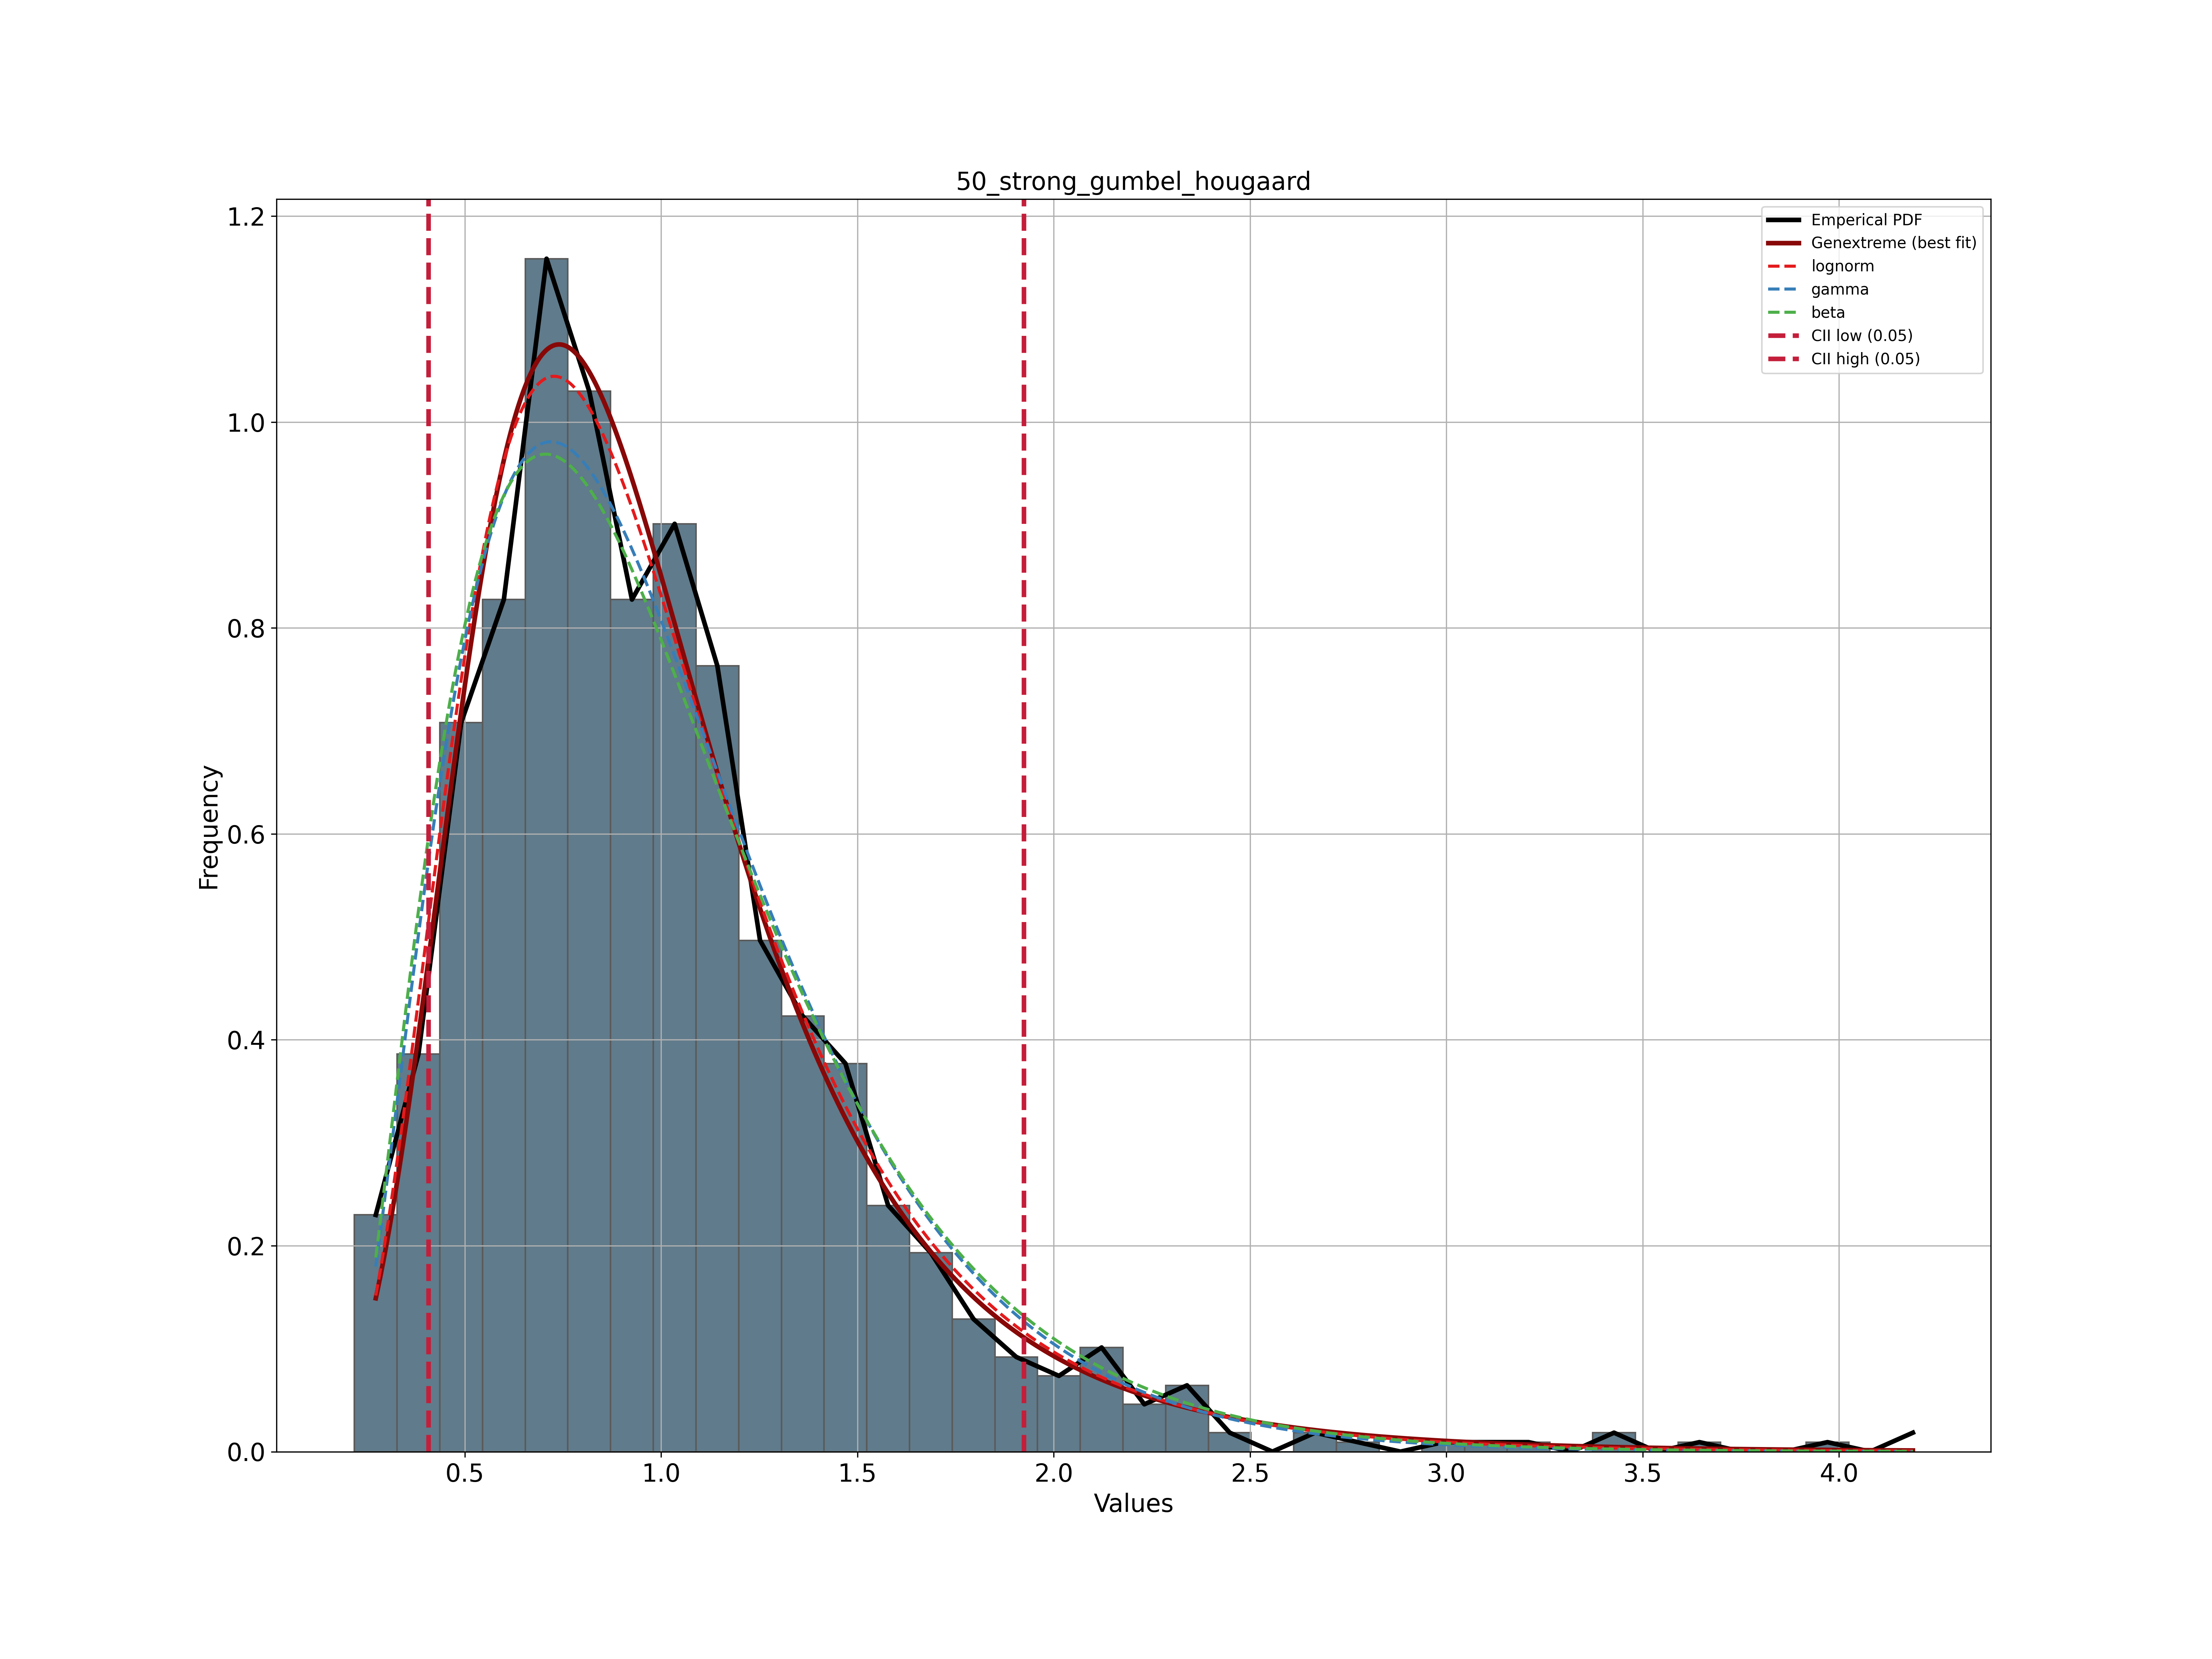 50_strong_gumbel_hougaard
1.2
1.0
0.8
0.6
0.4
0.2
0.0
Frequency
Emperical PDF
Genextreme (best fit)
lognorm
gamma
beta
CII low (0.05)
CII high (0.05)
0.5 1.0 1.5 2.0 2.5 3.0 3.5 4.0
Values